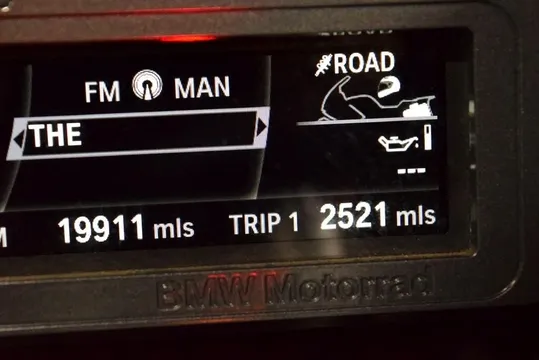 ROAD
FM MAN
THE
---
M 19911 mls TRIP 1 2521 mls
BMW Motorrad